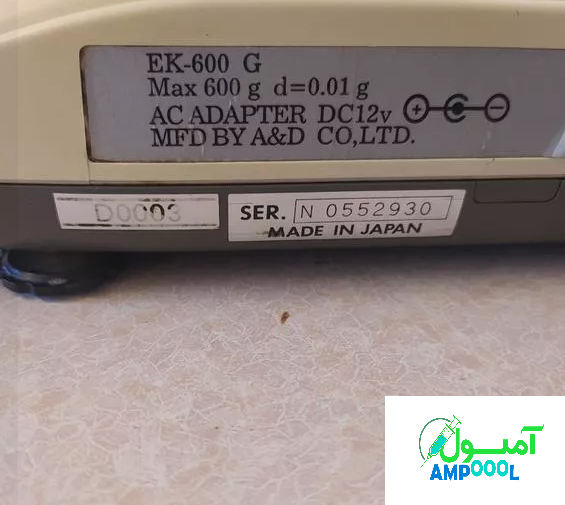 EK-600 G
Max 600 g d=0.01 g
AC ADAPTER DC12v + -
MFD BY A&D CO,LTD.
D0003
SER. N 0552930
MADE IN JAPAN
آمپول
AMPOOOL